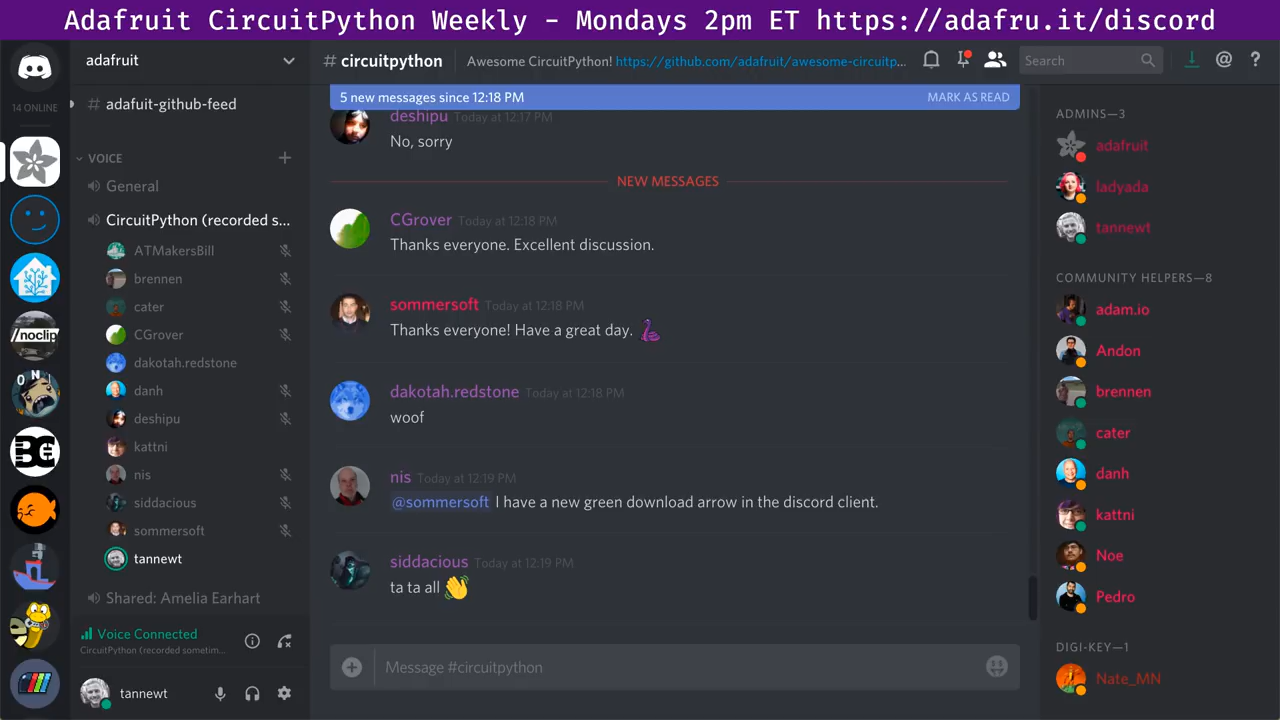 Adafruit CircuitPython Weekly - Mondays 2pm ET https://adafru.it/discord
14 ONLINE
/noclip
O N I
adafruit
# adafuit-github-feed
VOICE
General
CircuitPython (recorded s...
ATMakersBill
brennen
cater
CGrover
dakotah.redstone
danh
deshipu
kattni
nis
siddacious
sommersoft
tannewt
Shared: Amelia Earhart
Voice Connected
CircuitPython (recorded sometim...
tannewt
# circuitpython
Awesome CircuitPython! https://github.com/adafruit/awesome-circuitp...
Search
5 new messages since 12:18 PM MARK AS READ
deshipu Today at 12:17 PM
No, sorry
NEW MESSAGES
CGrover Today at 12:18 PM
Thanks everyone. Excellent discussion.
sommersoft Today at 12:18 PM
Thanks everyone! Have a great day.
dakotah.redstone Today at 12:18 PM
woof
nis Today at 12:19 PM
@sommersoft I have a new green download arrow in the discord client.
siddacious Today at 12:19 PM
ta ta all 👋
Message #circuitpython
ADMINS—3
adafruit
ladyada
tannewt
COMMUNITY HELPERS—8
adam.io
Andon
brennen
cater
danh
kattni
Noe
Pedro
DIGI-KEY—1
Nate_MN